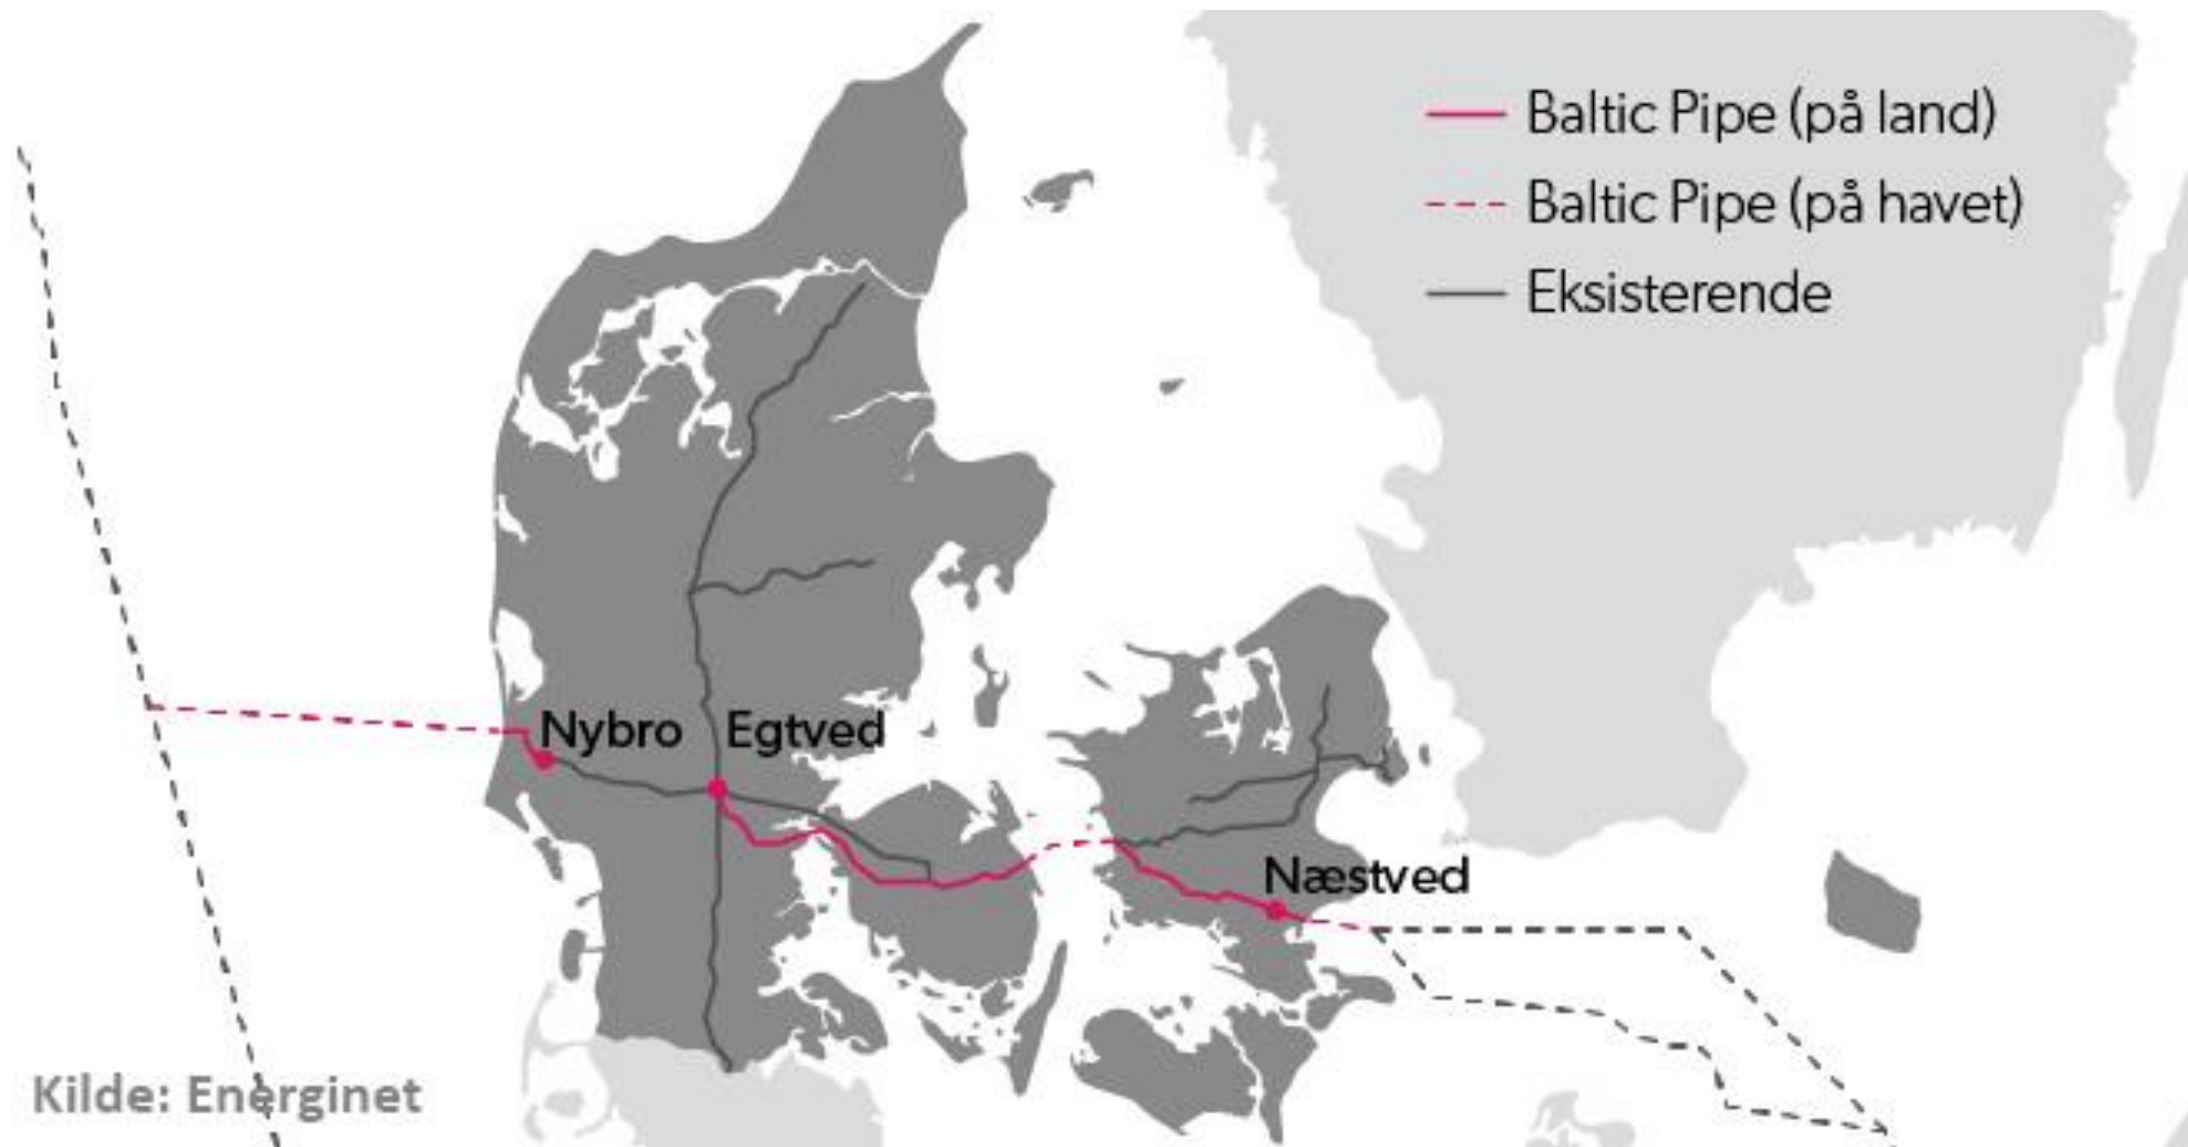 Baltic Pipe (på land)
Baltic Pipe (på havet)
Eksisterende
Nybro
Egtved
Næstved
Kilde: Energinet